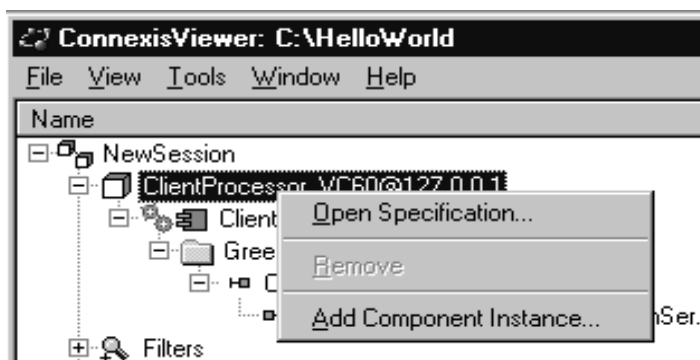 ConnexisViewer: C:\HelloWorld
File View Tools Window Help
Name
NewSession
ClientProcessor_VC60@127.0.0.1
Client
Open Specification...
Gree
Remove
Add Component Instance...
Filters